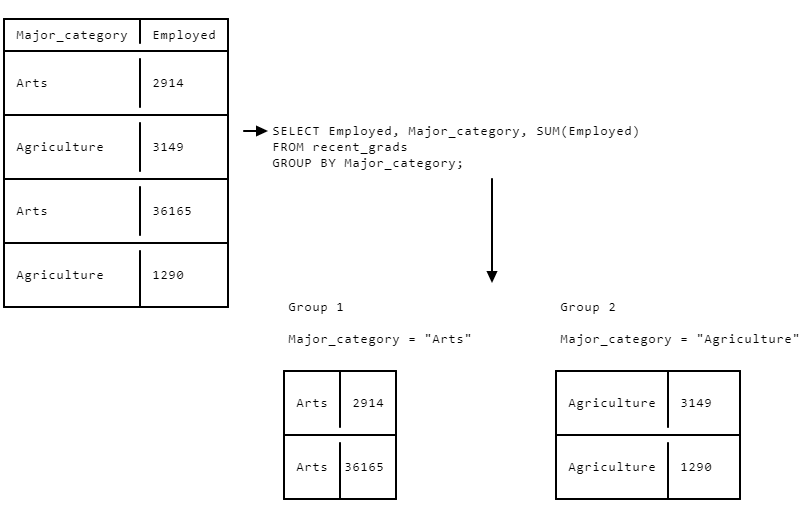 Major_category Employed
Arts 2914
Agriculture 3149
Arts 36165
Agriculture 1290
SELECT Employed, Major_category, SUM(Employed)
FROM recent_grads
GROUP BY Major_category;
Group 1
Major_category = "Arts"
Arts 2914
Arts 36165
Group 2
Major_category = "Agriculture"
Agriculture 3149
Agriculture 1290